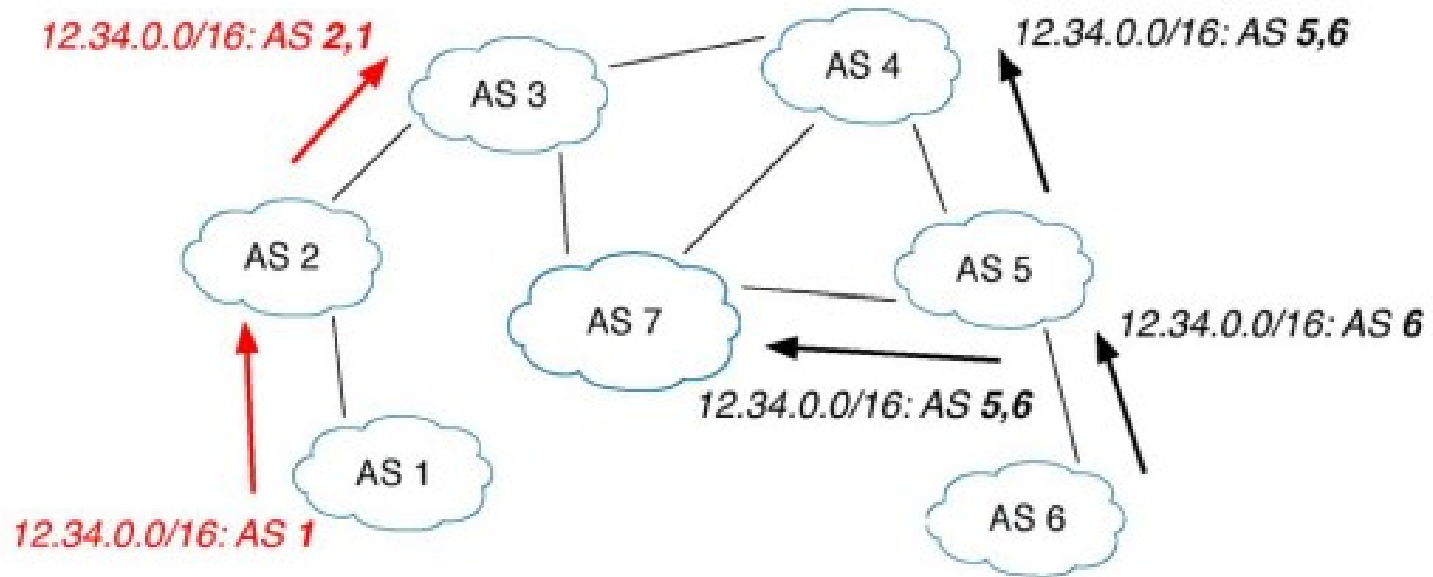 12.34.0.0/16: AS 2,1
12.34.0.0/16: AS 5,6
AS 3
AS 4
AS 2
AS 5
AS 7
12.34.0.0/16: AS 6
12.34.0.0/16: AS 5,6
AS 1
AS 6
12.34.0.0/16: AS 1